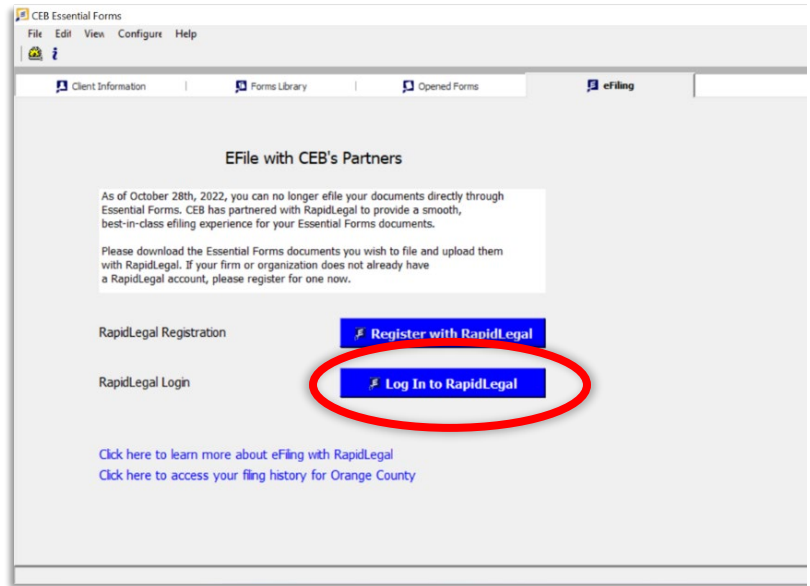 CEB Essential Forms
File Edit View Configure Help
Client Information | Forms Library | Opened Forms eFiling
EFile with CEB's Partners
As of October 28th, 2022, you can no longer efile your documents directly through
Essential Forms. CEB has partnered with RapidLegal to provide a smooth,
best-in-class efiling experience for your Essential Forms documents.
Please download the Essential Forms documents you wish to file and upload them
with RapidLegal. If your firm or organization does not already have
a RapidLegal account, please register for one now.
RapidLegal Registration Register with RapidLegal
RapidLegal Login Log In to RapidLegal
Click here to learn more about eFiling with RapidLegal
Click here to access your filing history for Orange County